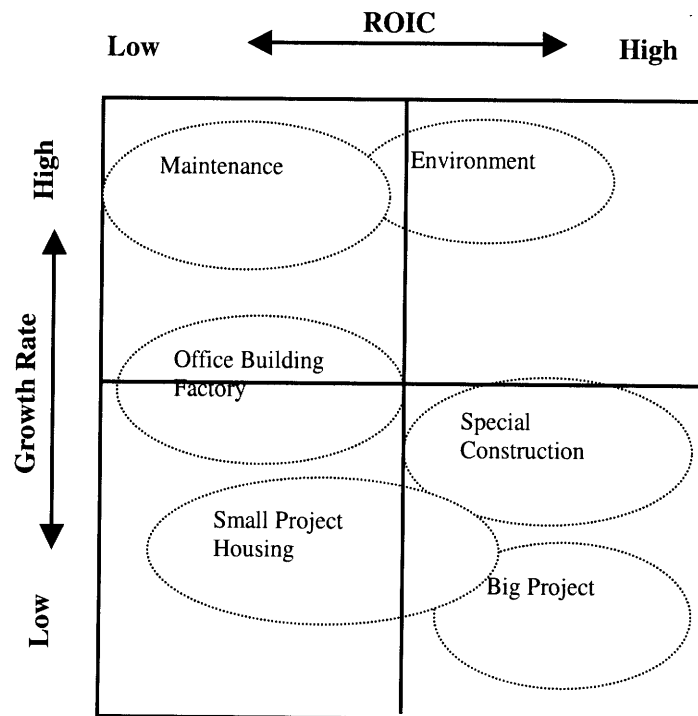 ROIC
Low
High
High
Growth Rate
Low
Maintenance
Environment
Office Building
Factory
Special
Construction
Small Project
Housing
Big Project